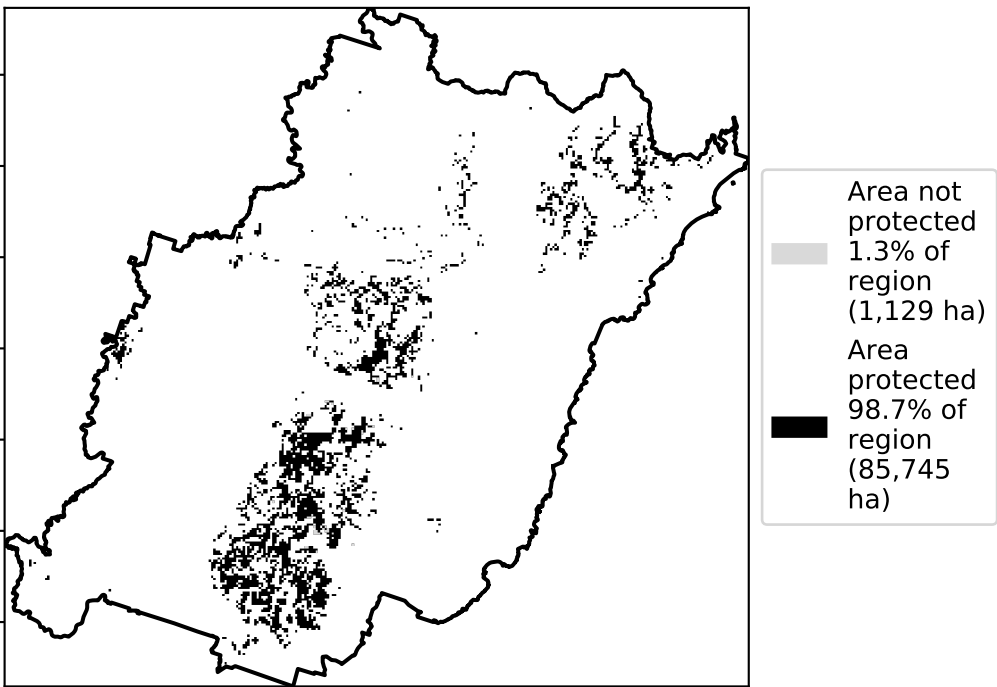 Area not
protected
1.3% of
region
(1,129 ha)
Area
protected
98.7% of
region
(85,745
ha)